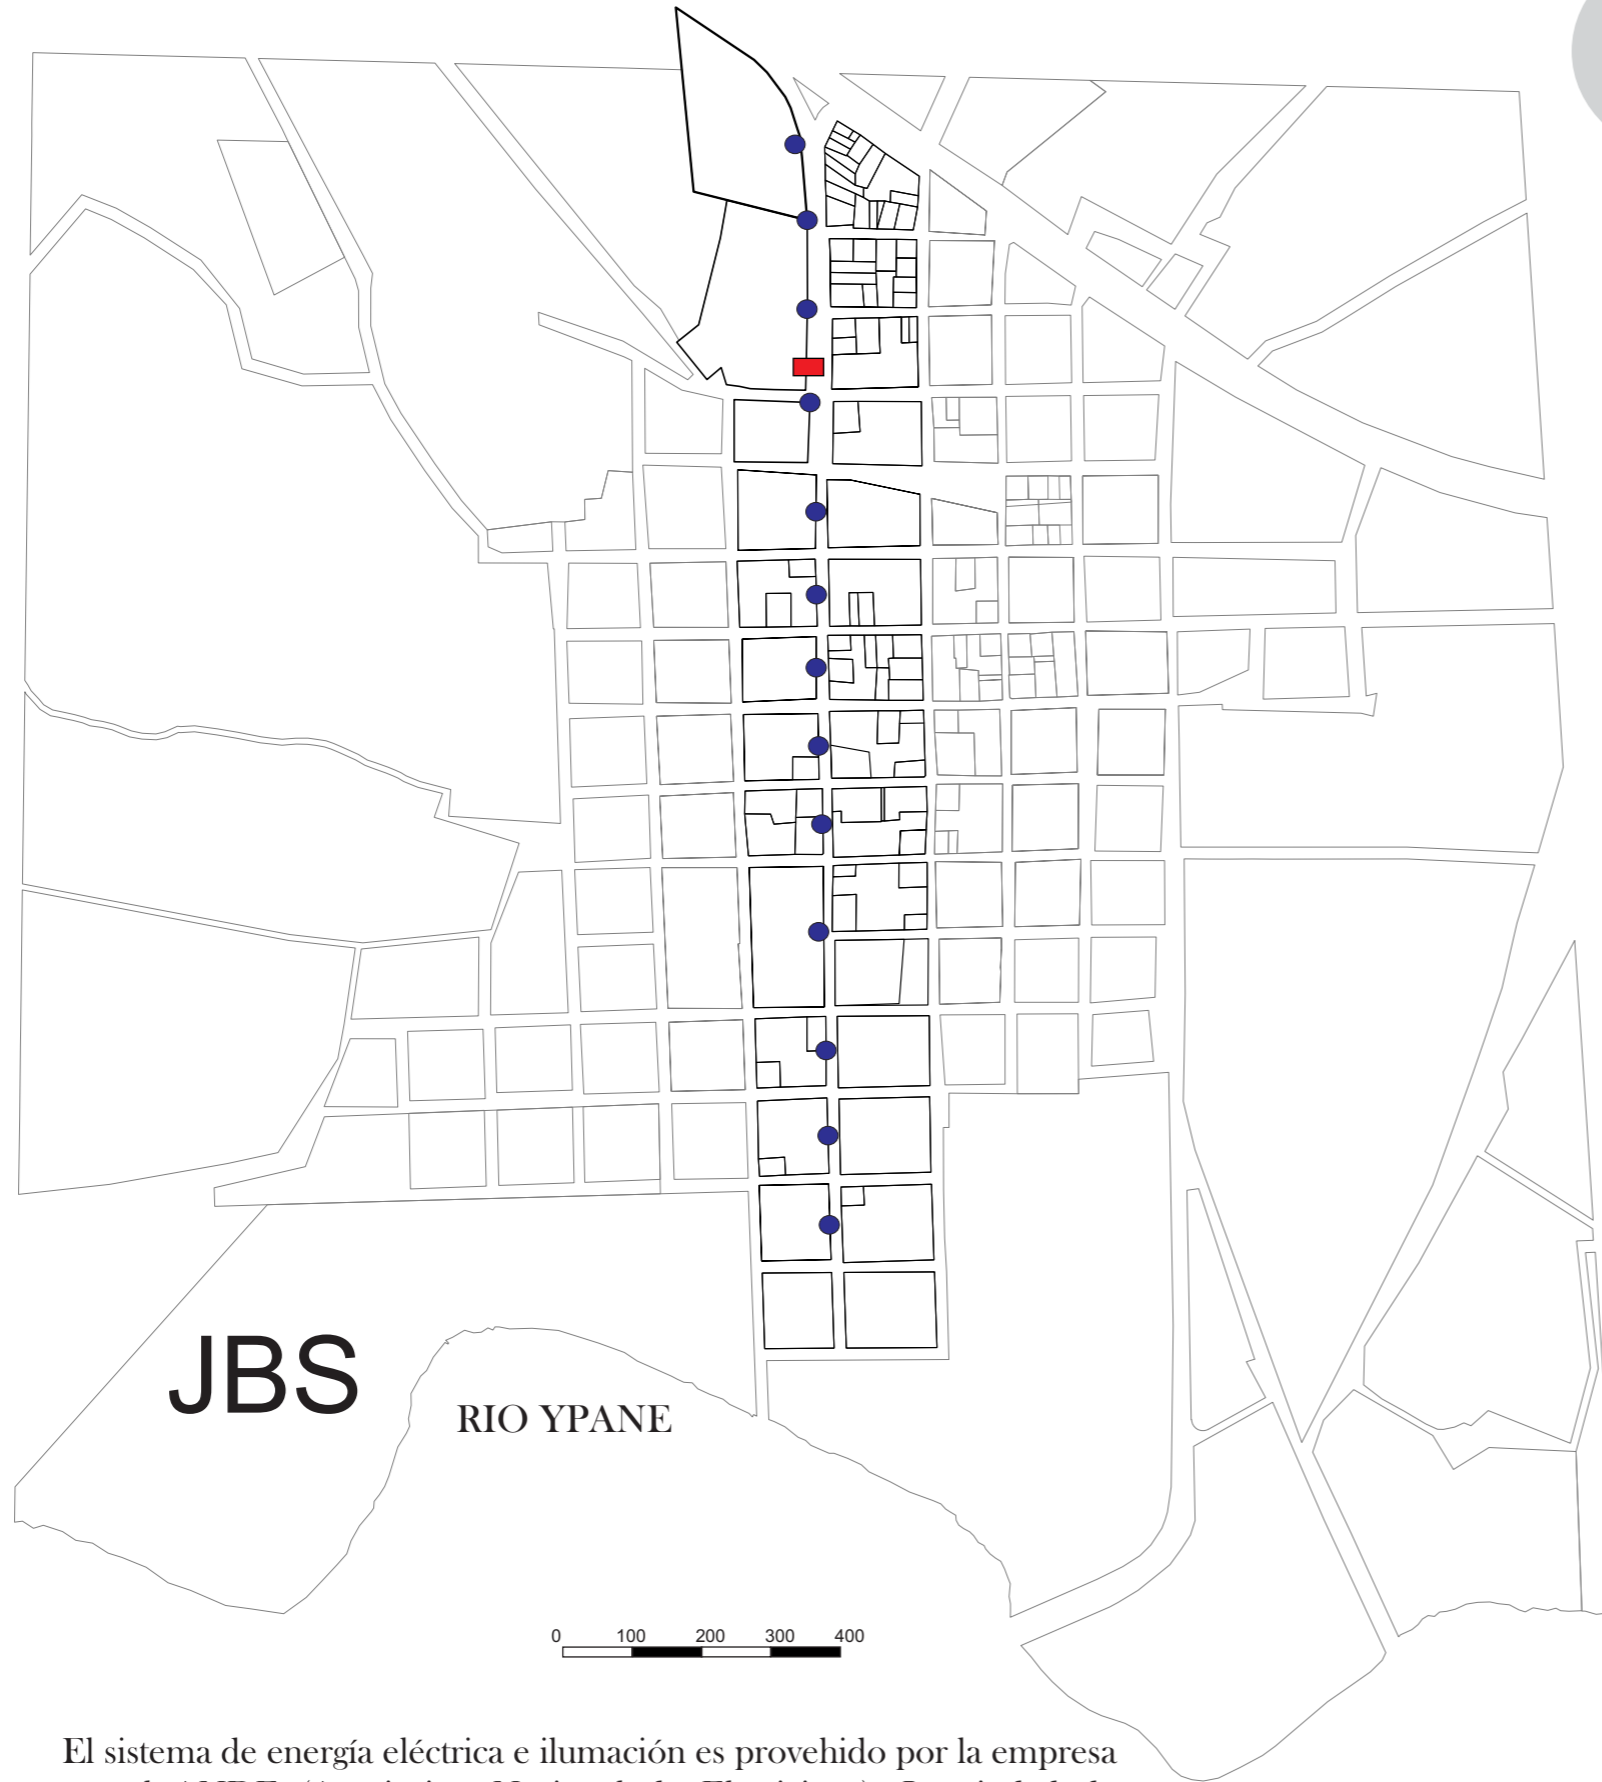 JBS
RIO YPANE
0 100 200 300 400
El sistema de energía eléctrica e ilumación es provehido por la empresa